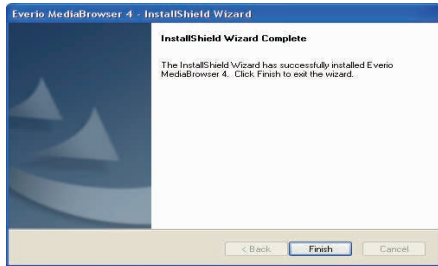 Everio MediaBrowser 4 - InstallShield Wizard
InstallShield Wizard Complete
The InstallShield Wizard has successfully installed Everio
MediaBrowser 4. Click Finish to exit the wizard.
< Back Finish Cancel